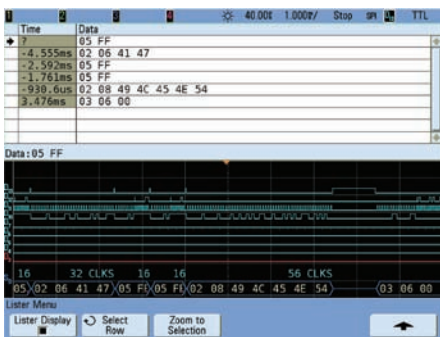 1 2 3 4 40.00% 1.000%/ Stop SPI TTL
Time Data
? 05 FF
-4.555ms 02 06 41 47
-2.592ms 05 FF
-1.761ms 05 FF
-930.6us 02 08 49 4C 45 4E 54
3.476ms 03 06 00
Data:05 FF
16 32 CLKS 16 16 56 CLKS
05 02 06 41 47 05 FF 05 FF 02 08 49 4C 45 4E 54 03 06 00
Lister Menu
Lister Display Select Row Zoom to Selection